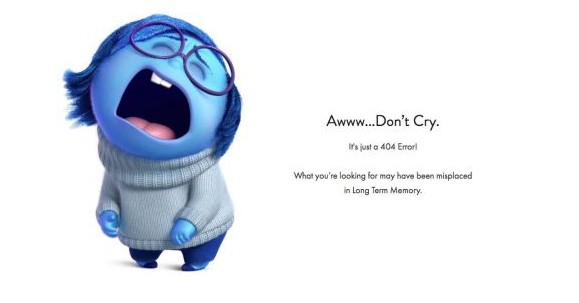 Awww...Don't Cry.
It's just a 404 Error!
What you're looking for may have been misplaced
in Long Term Memory.